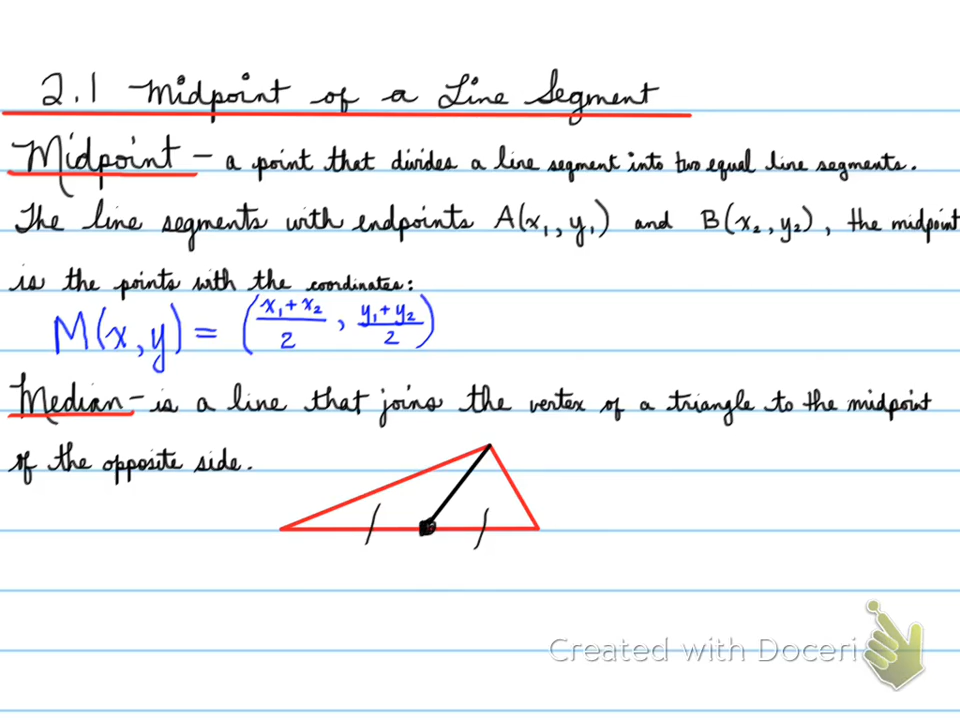 2.1 Midpoint of a Line Segment
Midpoint - a point that divides a line segment into two equal line segments.
The line segments with endpoints A(x₁, y₁) and B(x₂, y₂), the midpoint
is the points with the coordinates:
M(x, y) = (x₁ + x₂ / 2, y₁ + y₂ / 2)
Median - is a line that joins the vertex of a triangle to the midpoint
of the opposite side.
Created with Doceri